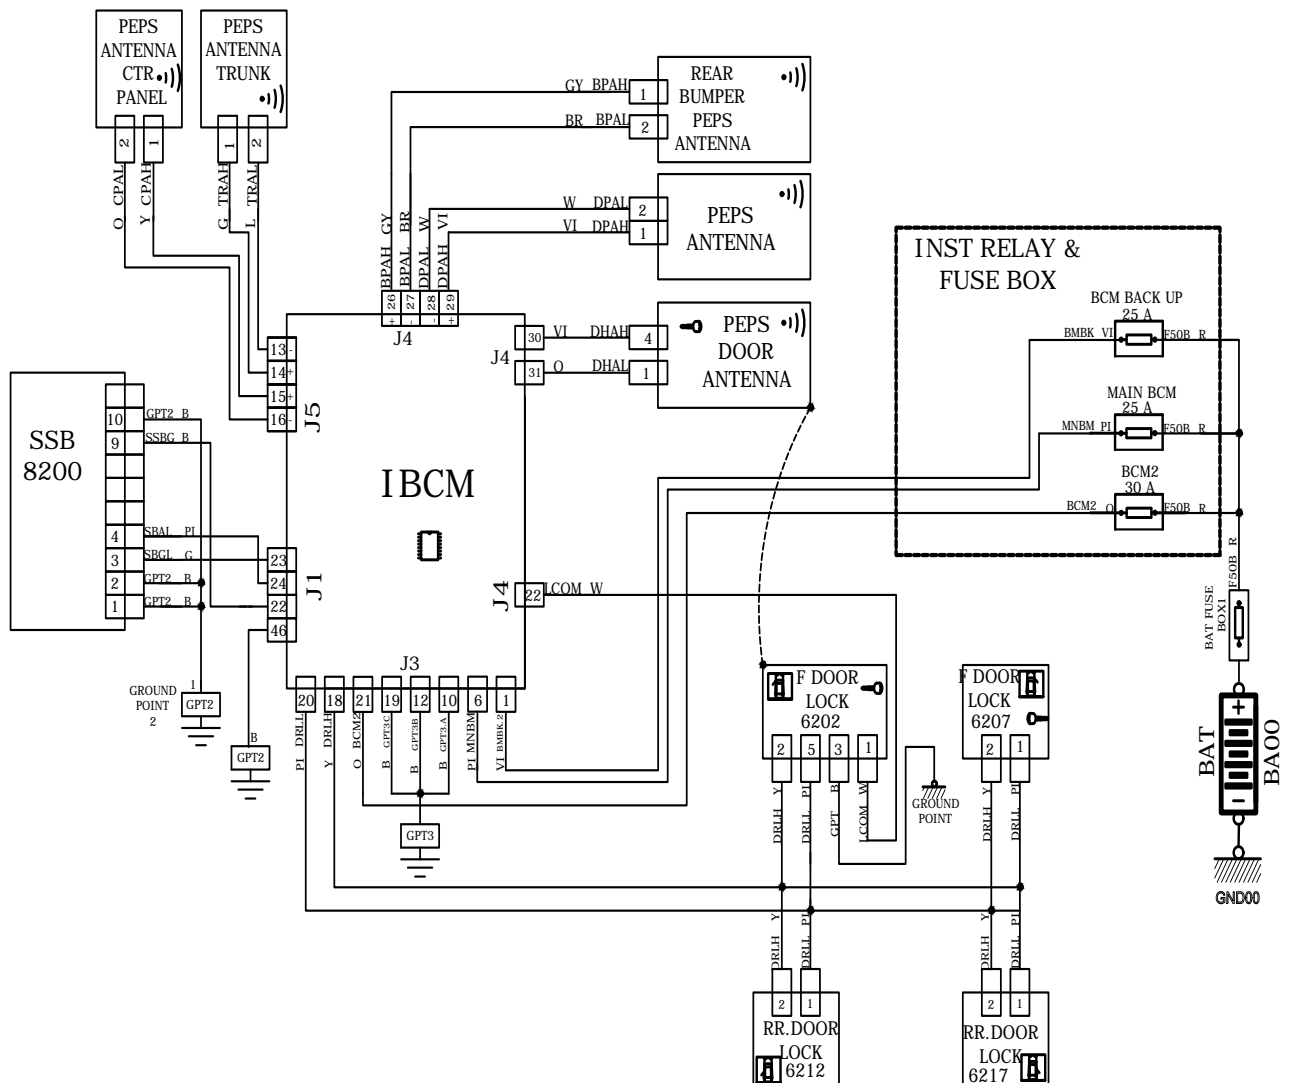 PEPS
ANTENNA
CTR
PANEL
2
1
O CPAL
Y CPAH
PEPS
ANTENNA
TRUNK
1
2
G TRAH
L TRAL
REAR
BUMPER
PEPS
ANTENNA
1
2
GY BPAH
BR BPAL
PEPS
ANTENNA
2
1
W DPAL
VI DPAH
BPAH GY
BPAL BR
DPAL W
DPAH VI
26 +
27 -
28 -
29 +
J4
PEPS
DOOR
ANTENNA
4
1
30 VI DHAH
31 O DHAL
J4
13 -
14 +
15 +
16 -
J5
SSB
8200
10 GPT2 B
9 SSBG B
4 SBAL PI
3 SBGL G
2 GPT2 B
1 GPT2 B
23
24
22
46
J1
IBCM
J4
22 LCOM W
J3
20
18
21
19
12
10
6
1
PI DRLL
Y DRLH
O BCM2
B GPT3C
B GPT3B
B GPT3.A
PI MNBM
VI BMBK.2
GROUND
POINT
2
1
GPT2
B
GPT2
GPT3
INST RELAY &
FUSE BOX
BCM BACK UP
25 A
BMBK VI
F50B R
MAIN BCM
25 A
MNBM PI
F50B R
BCM2
30 A
BCM2 O
F50B R
F50B R
BAT FUSE
BOX1
BAT
BA00
+
-
GND00
F DOOR
LOCK
6202
2
5
3
1
DRLH Y
DRLL PI
GPT B
LCOM W
GROUND
POINT
F DOOR
LOCK
6207
2
1
DRLH Y
DRLL PI
DRLH Y
DRLL PI
2
1
RR.DOOR
LOCK
6212
DRLH Y
DRLL PI
2
1
RR.DOOR
LOCK
6217